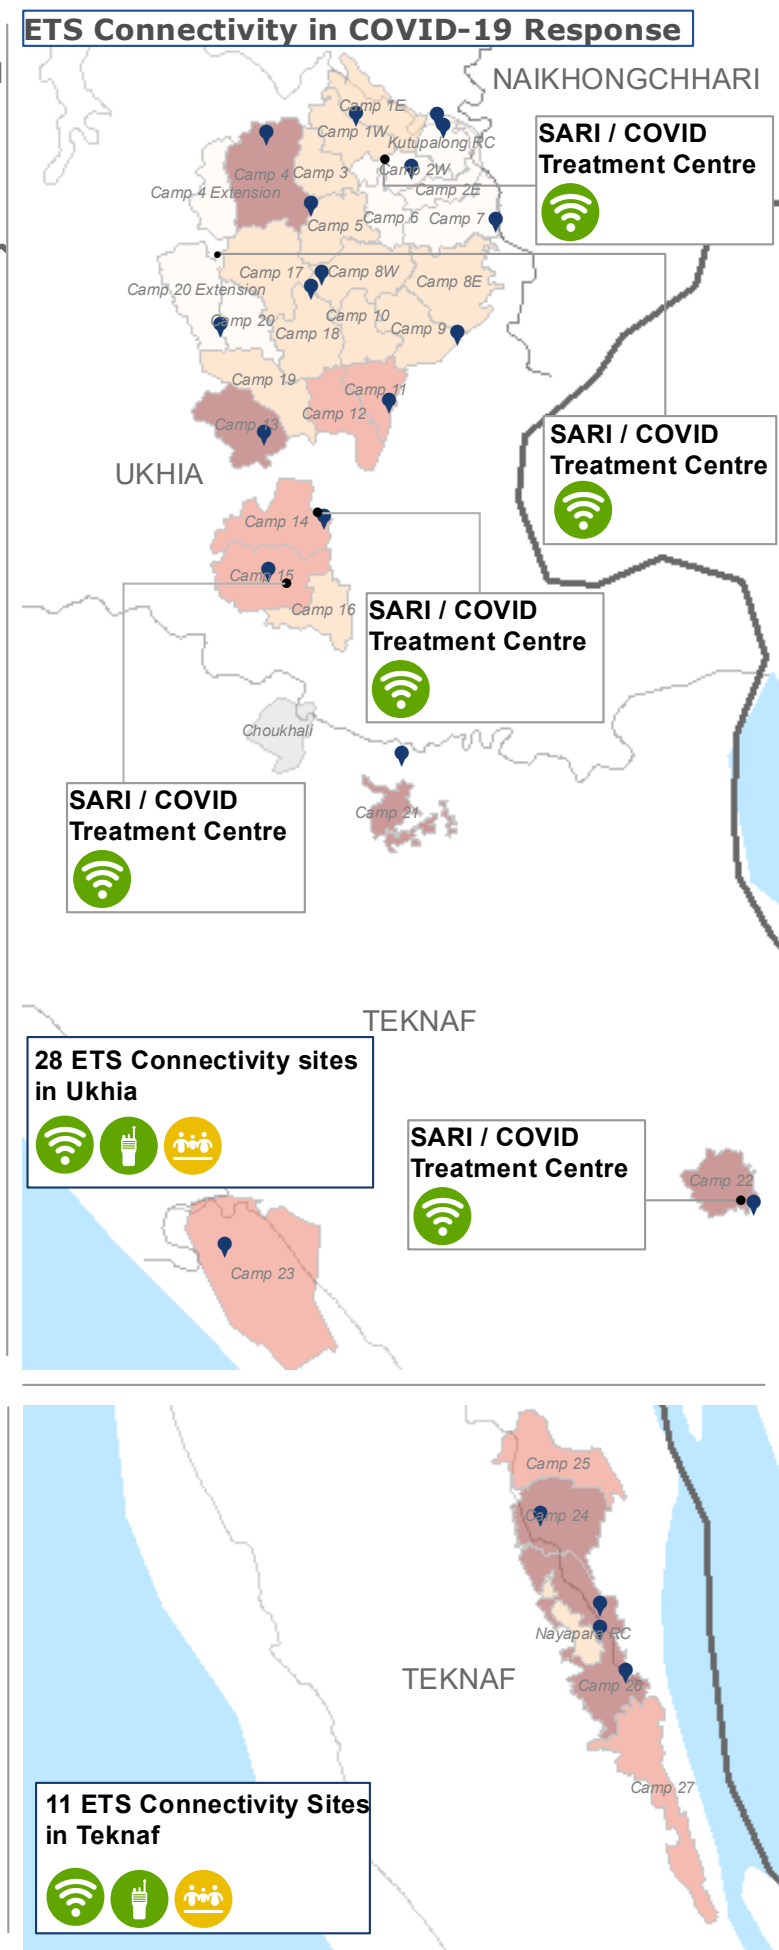 ETS Connectivity in COVID-19 Response
NAIKHONGCHHARI
Camp 1E
Camp 1W
Kutupalong RC
SARI / COVID
Treatment Centre
Camp 4
Camp 3
Camp 2W
Camp 4 Extension
Camp 2E
Camp 5
Camp 6
Camp 7
Camp 17
Camp 8W
Camp 8E
Camp 20 Extension
Camp 20
Camp 10
Camp 18
Camp 9
Camp 19
Camp 11
Camp 12
Camp 13
SARI / COVID
Treatment Centre
UKHIA
Camp 14
Camp 15
Camp 16
SARI / COVID
Treatment Centre
Choukhali
SARI / COVID
Treatment Centre
Camp 21
TEKNAF
28 ETS Connectivity sites
in Ukhia
SARI / COVID
Treatment Centre
Camp 22
Camp 23
Camp 25
Camp 24
Nayapara RC
TEKNAF
Camp 26
Camp 27
11 ETS Connectivity Sites
in Teknaf